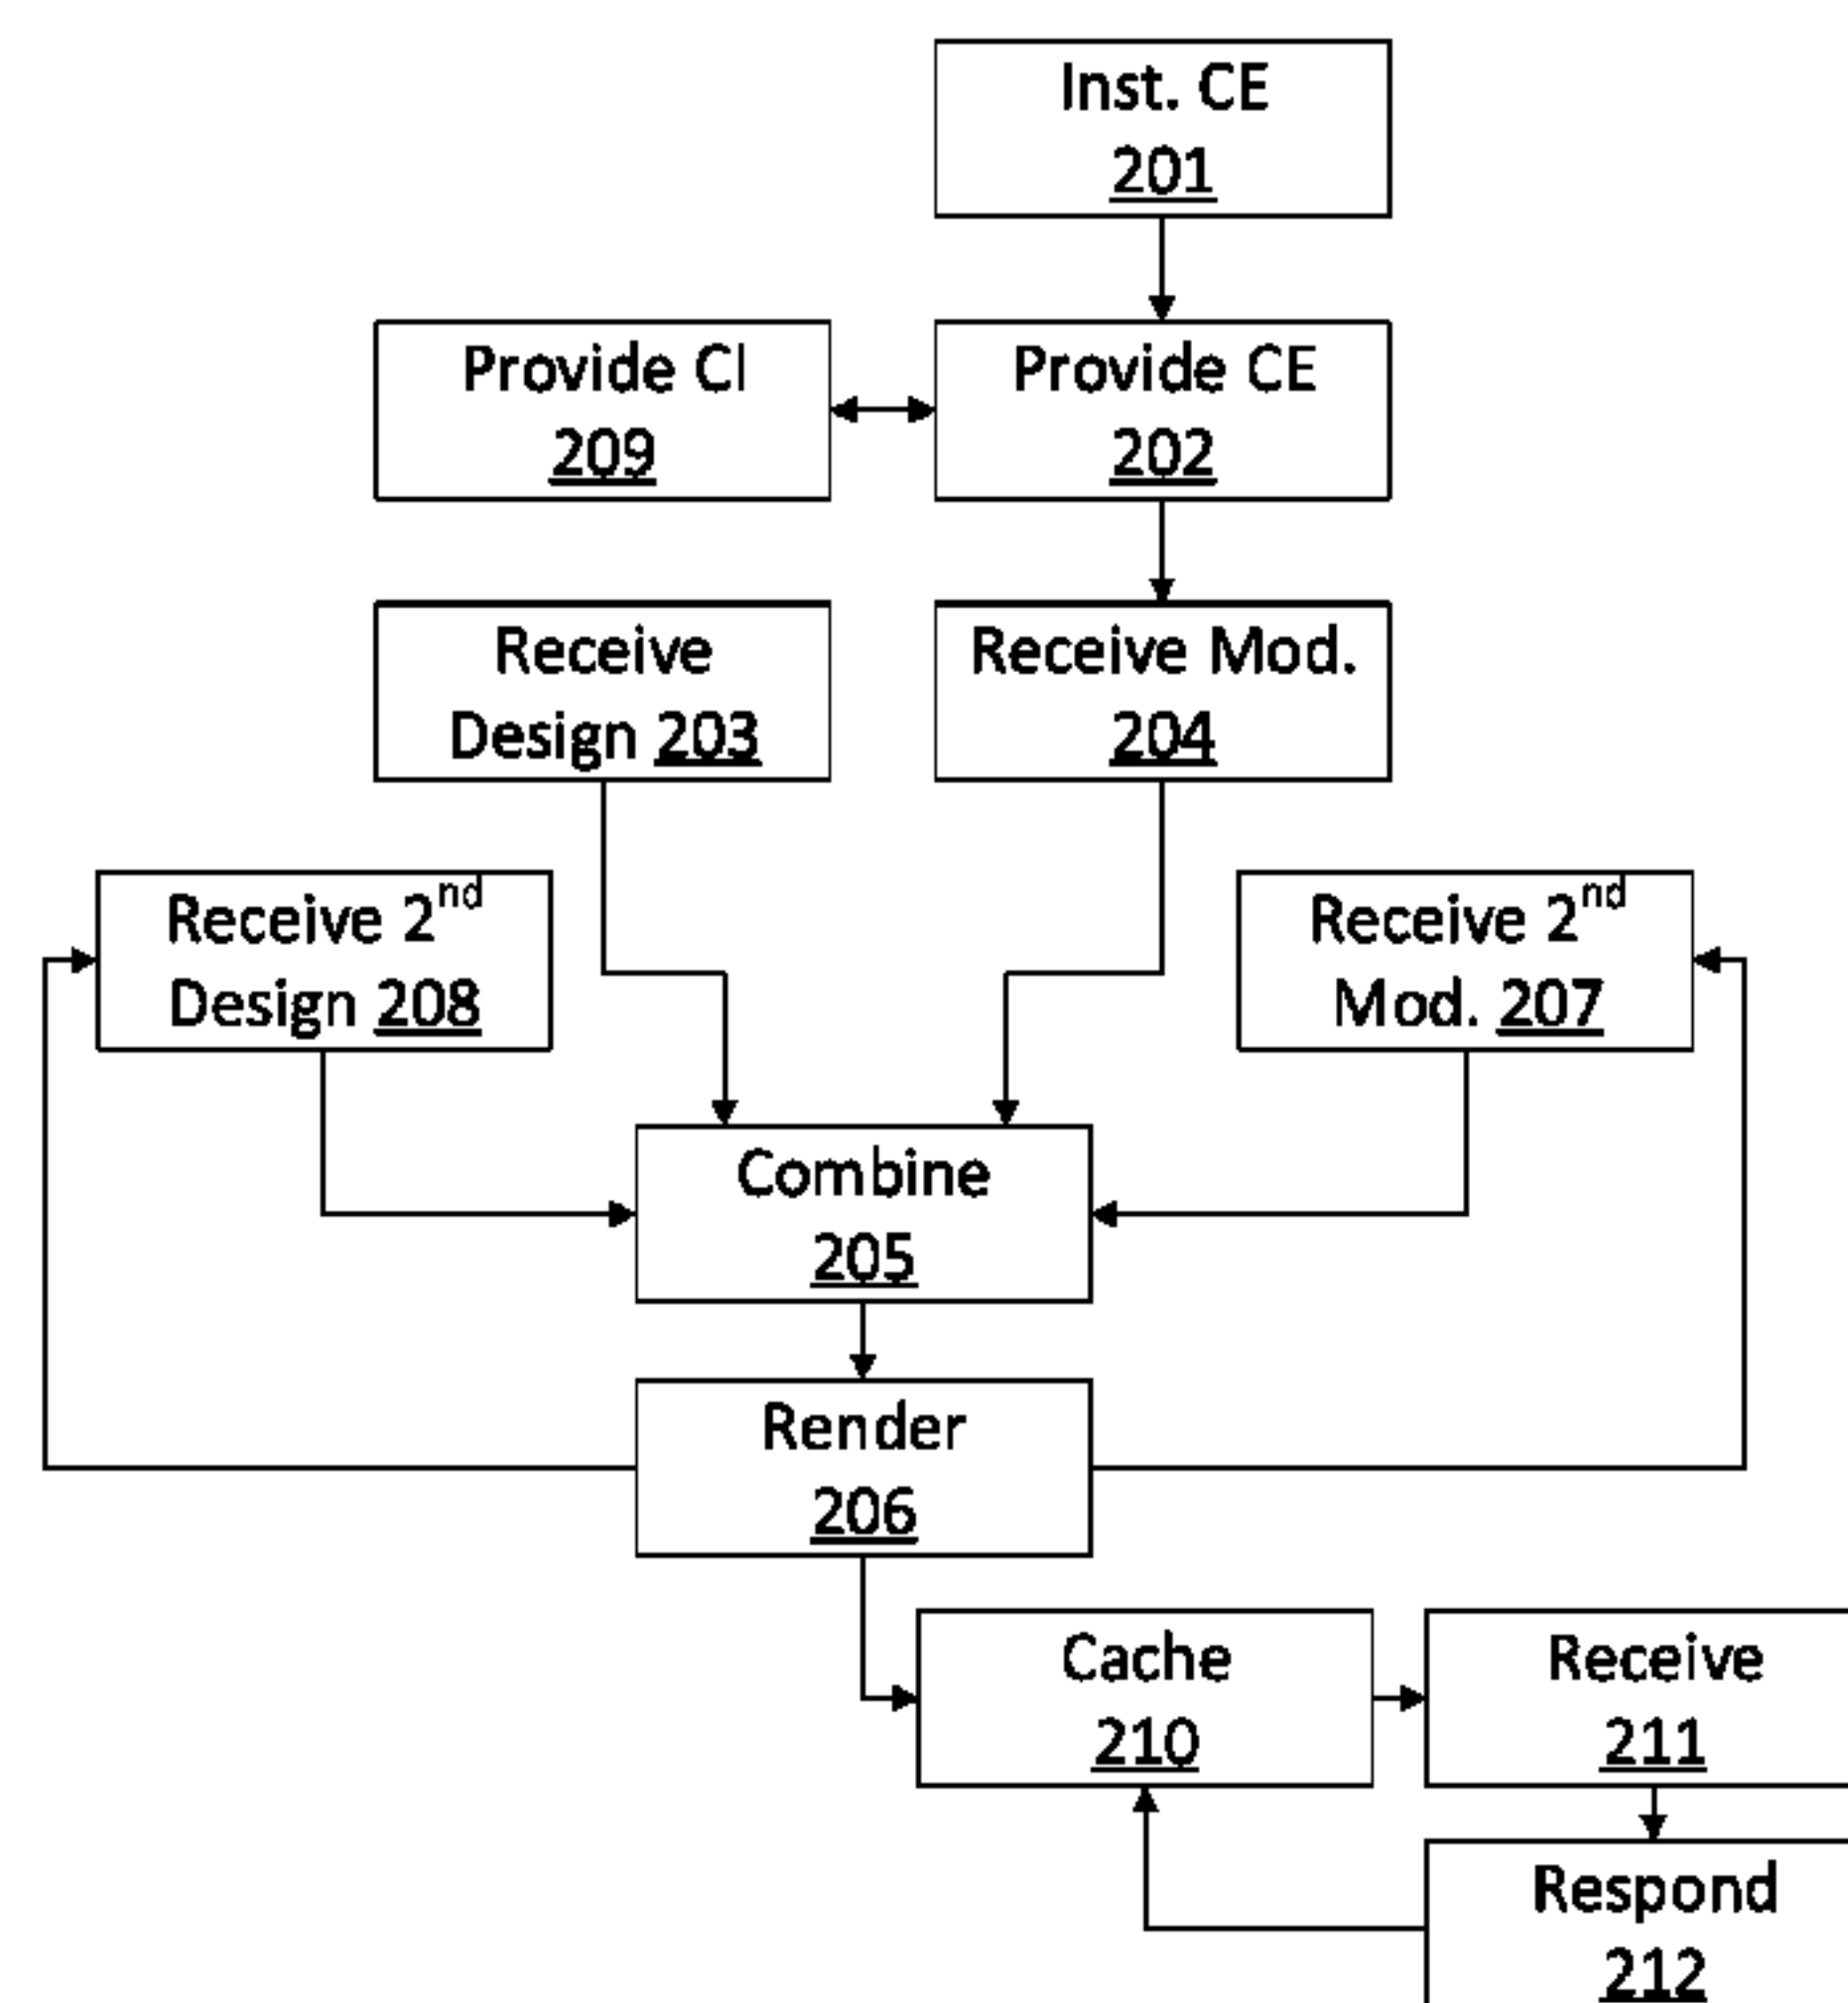 Inst. CE
201
Provide CI
209
Provide CE
202
Receive
Design 203
Receive Mod.
204
Receive 2nd
Design 208
Receive 2nd
Mod. 207
Combine
205
Render
206
Cache
210
Receive
211
Respond
212